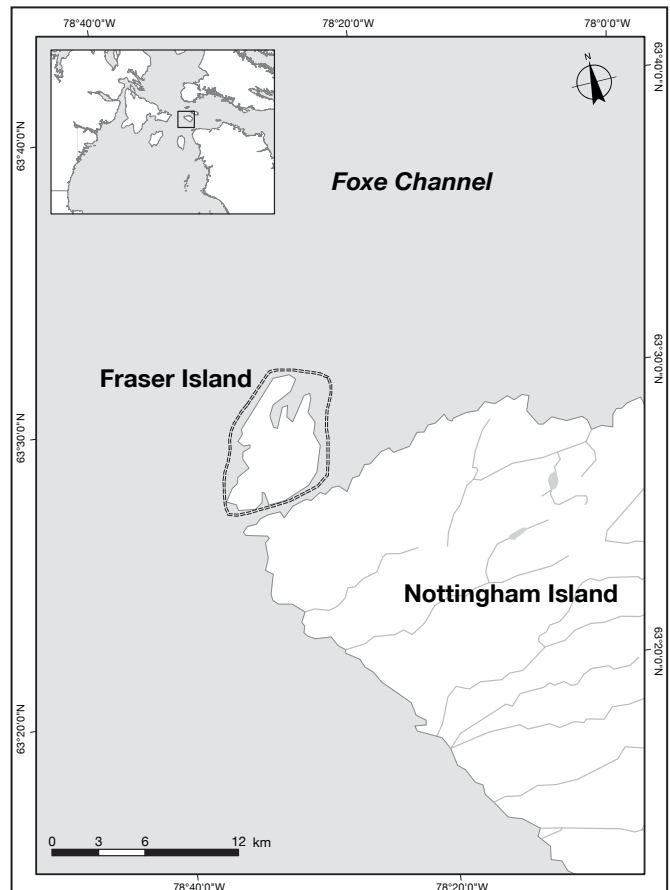 78°40'0"W
78°20'0"W
78°0'0"W
63°40'0"N
N
63°40'0"N
Foxe Channel
63°30'0"N
Fraser Island
63°30'0"N
Nottingham Island
63°20'0"N
63°20'0"N
0 3 6 12 km
78°40'0"W
78°20'0"W